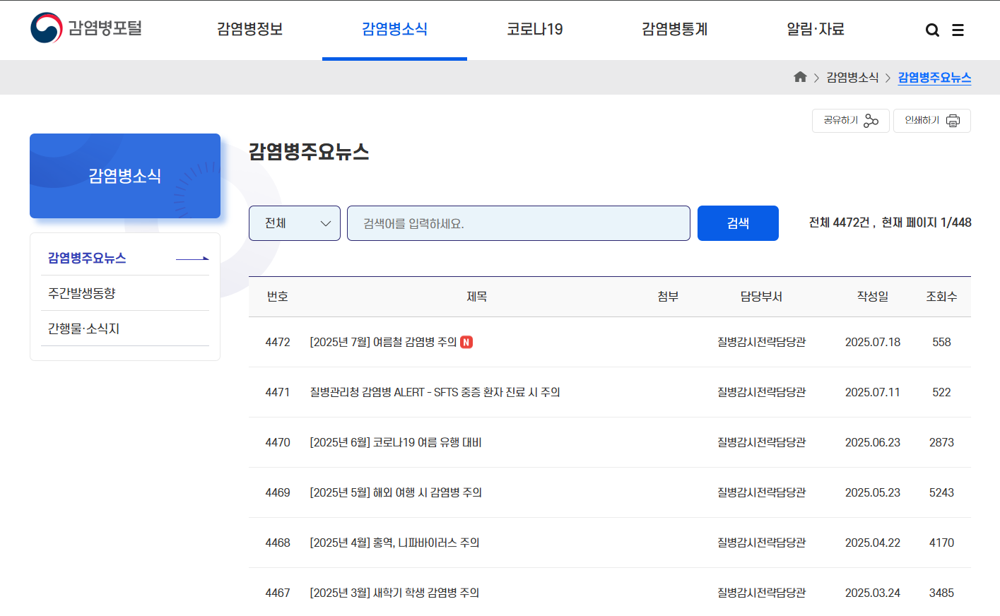 감염병포털
감염병정보 감염병소식 코로나19 감염병통계 알림·자료
감염병소식 감염병주요뉴스
공유하기 인쇄하기
감염병소식
감염병주요뉴스
주간발생동향
간행물·소식지
감염병주요뉴스
전체 검색어를 입력하세요. 검색 전체 4472건 , 현재 페이지 1/448
번호 제목 첨부 담당부서 작성일 조회수
4472 [2025년 7월] 여름철 감염병 주의 N 질병감시전략담당관 2025.07.18 558
4471 질병관리청 감염병 ALERT - SFTS 중증 환자 진료 시 주의 질병감시전략담당관 2025.07.11 522
4470 [2025년 6월] 코로나19 여름 유행 대비 질병감시전략담당관 2025.06.23 2873
4469 [2025년 5월] 해외 여행 시 감염병 주의 질병감시전략담당관 2025.05.23 5243
4468 [2025년 4월] 홍역, 니파바이러스 주의 질병감시전략담당관 2025.04.22 4170
4467 [2025년 3월] 새학기 학생 감염병 주의 질병감시전략담당관 2025.03.24 3485